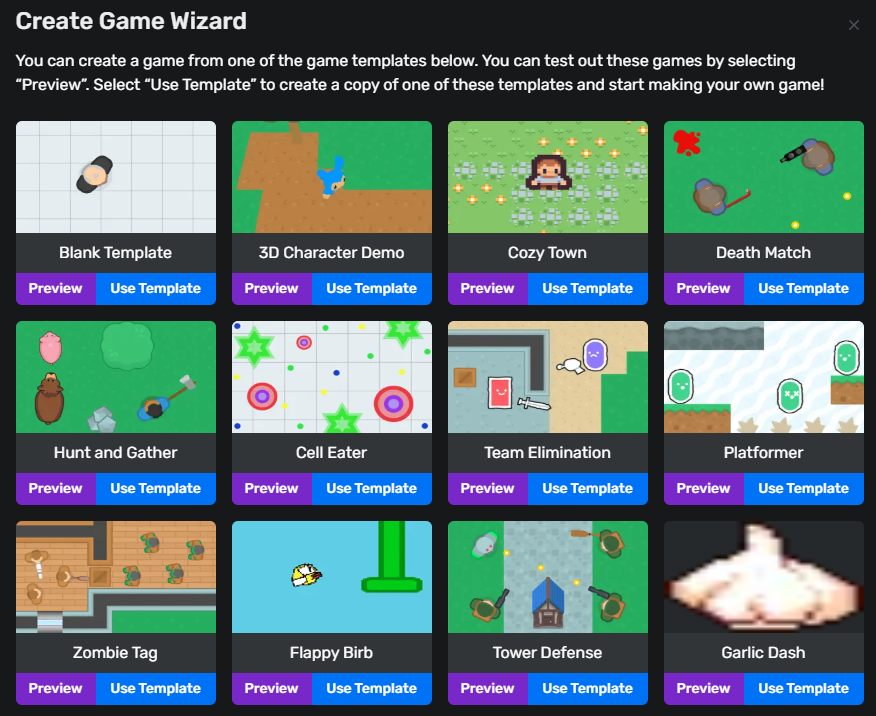 Create Game Wizard
You can create a game from one of the game templates below. You can test out these games by selecting
“Preview”. Select “Use Template” to create a copy of one of these templates and start making your own game!
Blank Template
Preview
Use Template
3D Character Demo
Preview
Use Template
Cozy Town
Preview
Use Template
Death Match
Preview
Use Template
Hunt and Gather
Preview
Use Template
Cell Eater
Preview
Use Template
Team Elimination
Preview
Use Template
Platformer
Preview
Use Template
Zombie Tag
Preview
Use Template
Flappy Birb
Preview
Use Template
Tower Defense
Preview
Use Template
Garlic Dash
Preview
Use Template